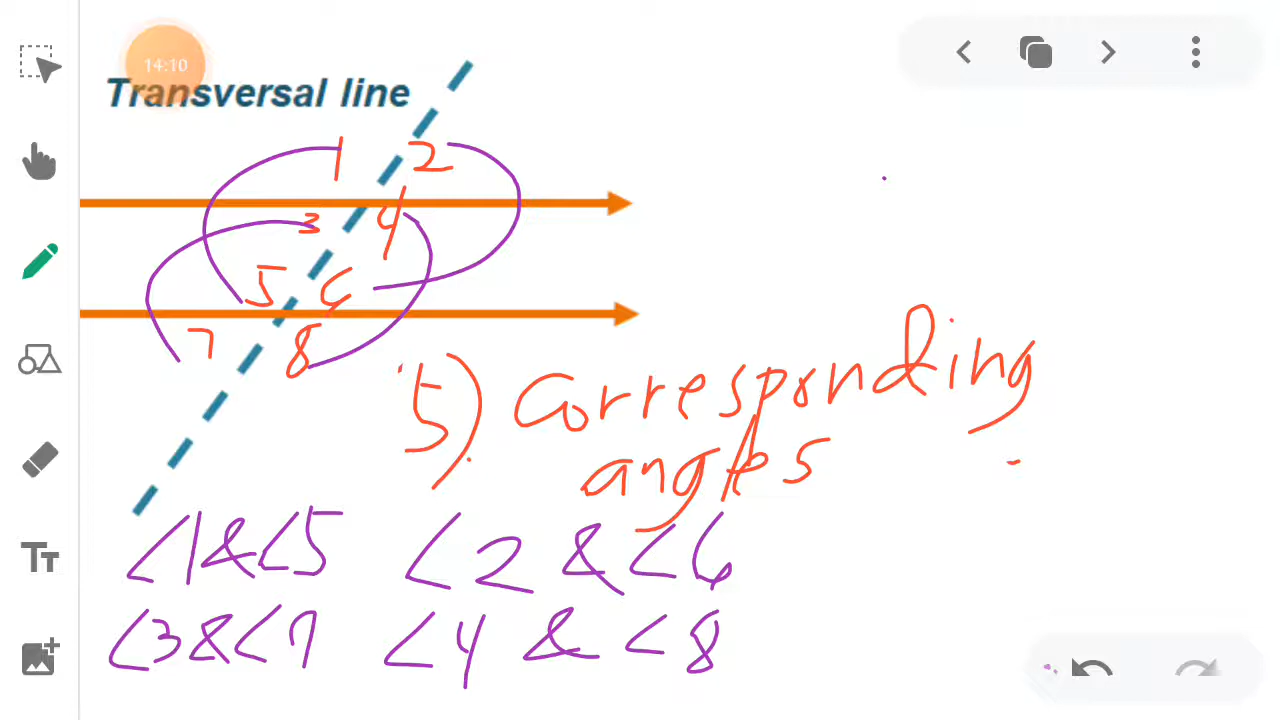 14:10
Transversal line
1 2
3 4
5 6
7 8
5) Corresponding
angles
<1 & <5 <2 & <6
<3 & <7 <4 & <8
Tt